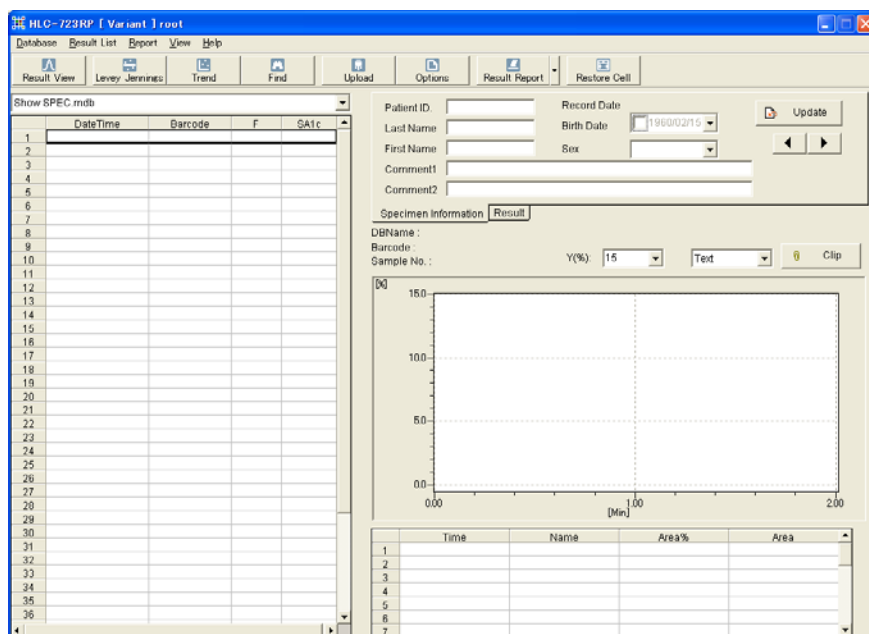 HLC-723RP [ Variant ] root
Database Result List Report View Help
Result View Levey Jennings Trend Find Upload Options Result Report Restore Cell
Show SPEC.mdb
DateTime Barcode F SA1c
1
2
3
4
5
6
7
8
9
10
11
12
13
14
15
16
17
18
19
20
21
22
23
24
25
26
27
28
29
30
31
32
33
34
35
36
Patient ID. Record Date
Last Name Birth Date 1960/02/15
First Name Sex
Comment1
Comment2
Update
Specimen Information Result
DBName :
Barcode :
Sample No. : Y(%): 15 Text Clip
[%]
15.0
10.0
5.0
0.0
0.00 1.00 2.00
[Min]
Time Name Area% Area
1
2
3
4
5
6
7